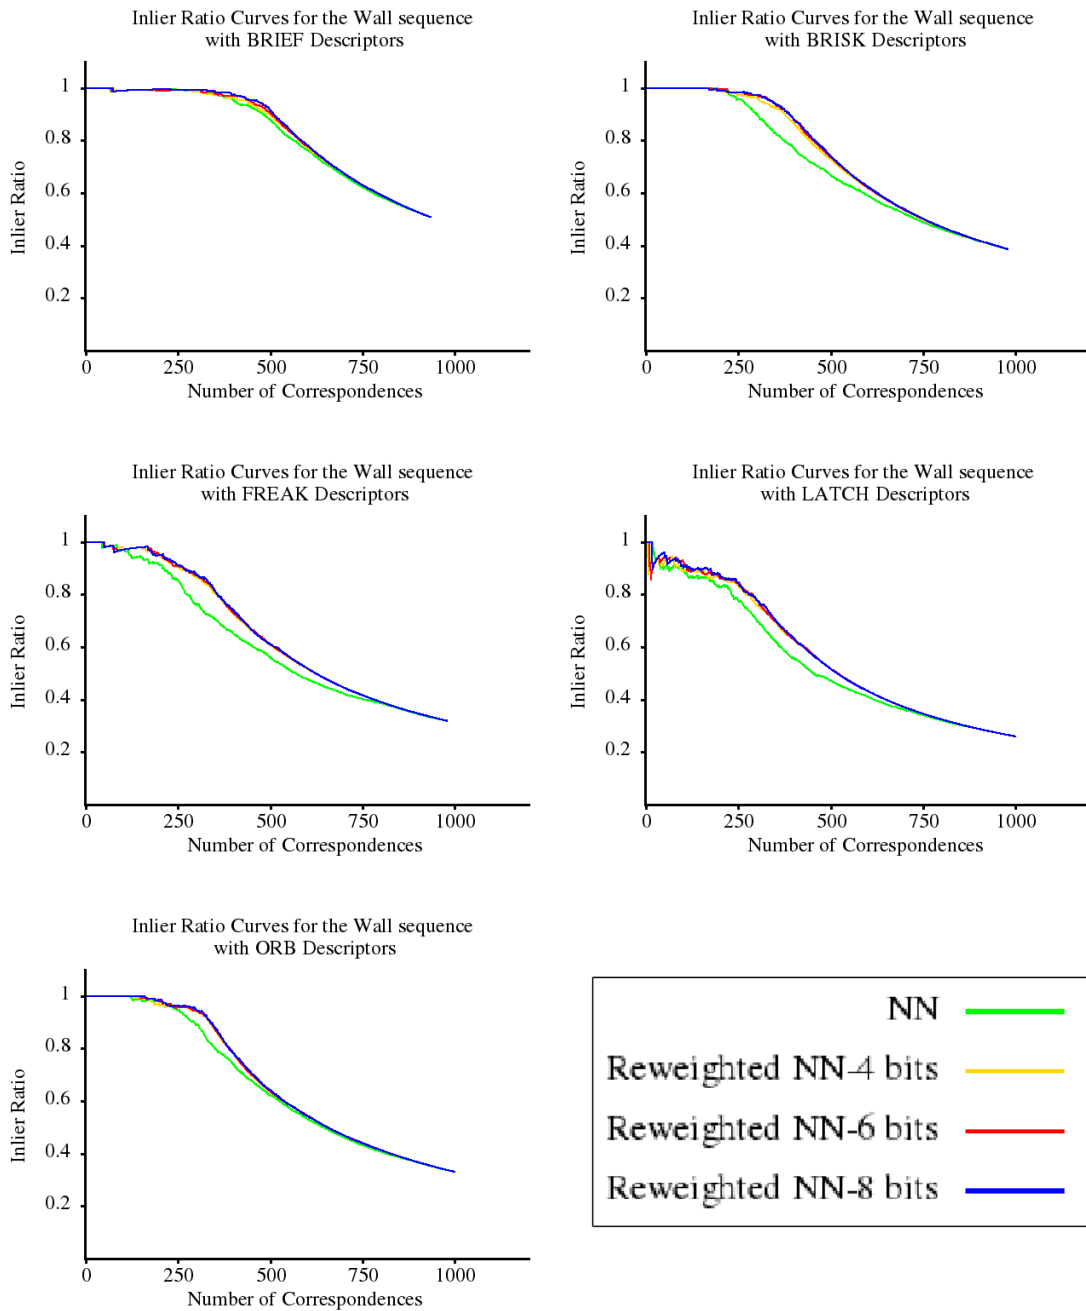 Inlier Ratio Curves for the Wall sequence
with BRIEF Descriptors
1
0.8
0.6
0.4
0.2
Inlier Ratio
0 250 500 750 1000
Number of Correspondences
Inlier Ratio Curves for the Wall sequence
with BRISK Descriptors
1
0.8
0.6
0.4
0.2
Inlier Ratio
0 250 500 750 1000
Number of Correspondences
Inlier Ratio Curves for the Wall sequence
with FREAK Descriptors
1
0.8
0.6
0.4
0.2
Inlier Ratio
0 250 500 750 1000
Number of Correspondences
Inlier Ratio Curves for the Wall sequence
with LATCH Descriptors
1
0.8
0.6
0.4
0.2
Inlier Ratio
0 250 500 750 1000
Number of Correspondences
Inlier Ratio Curves for the Wall sequence
with ORB Descriptors
1
0.8
0.6
0.4
0.2
Inlier Ratio
0 250 500 750 1000
Number of Correspondences
NN
Reweighted NN-4 bits
Reweighted NN-6 bits
Reweighted NN-8 bits